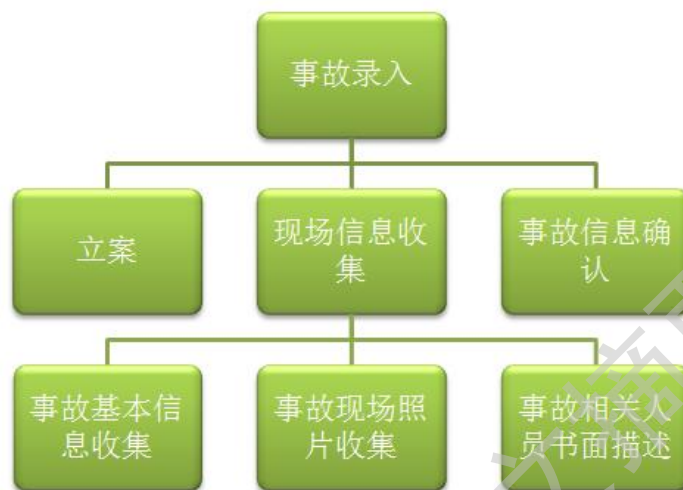 事故录入
立案
现场信息收
集
事故信息确
认
事故基本信
息收集
事故现场照
片收集
事故相关人
员书面描述